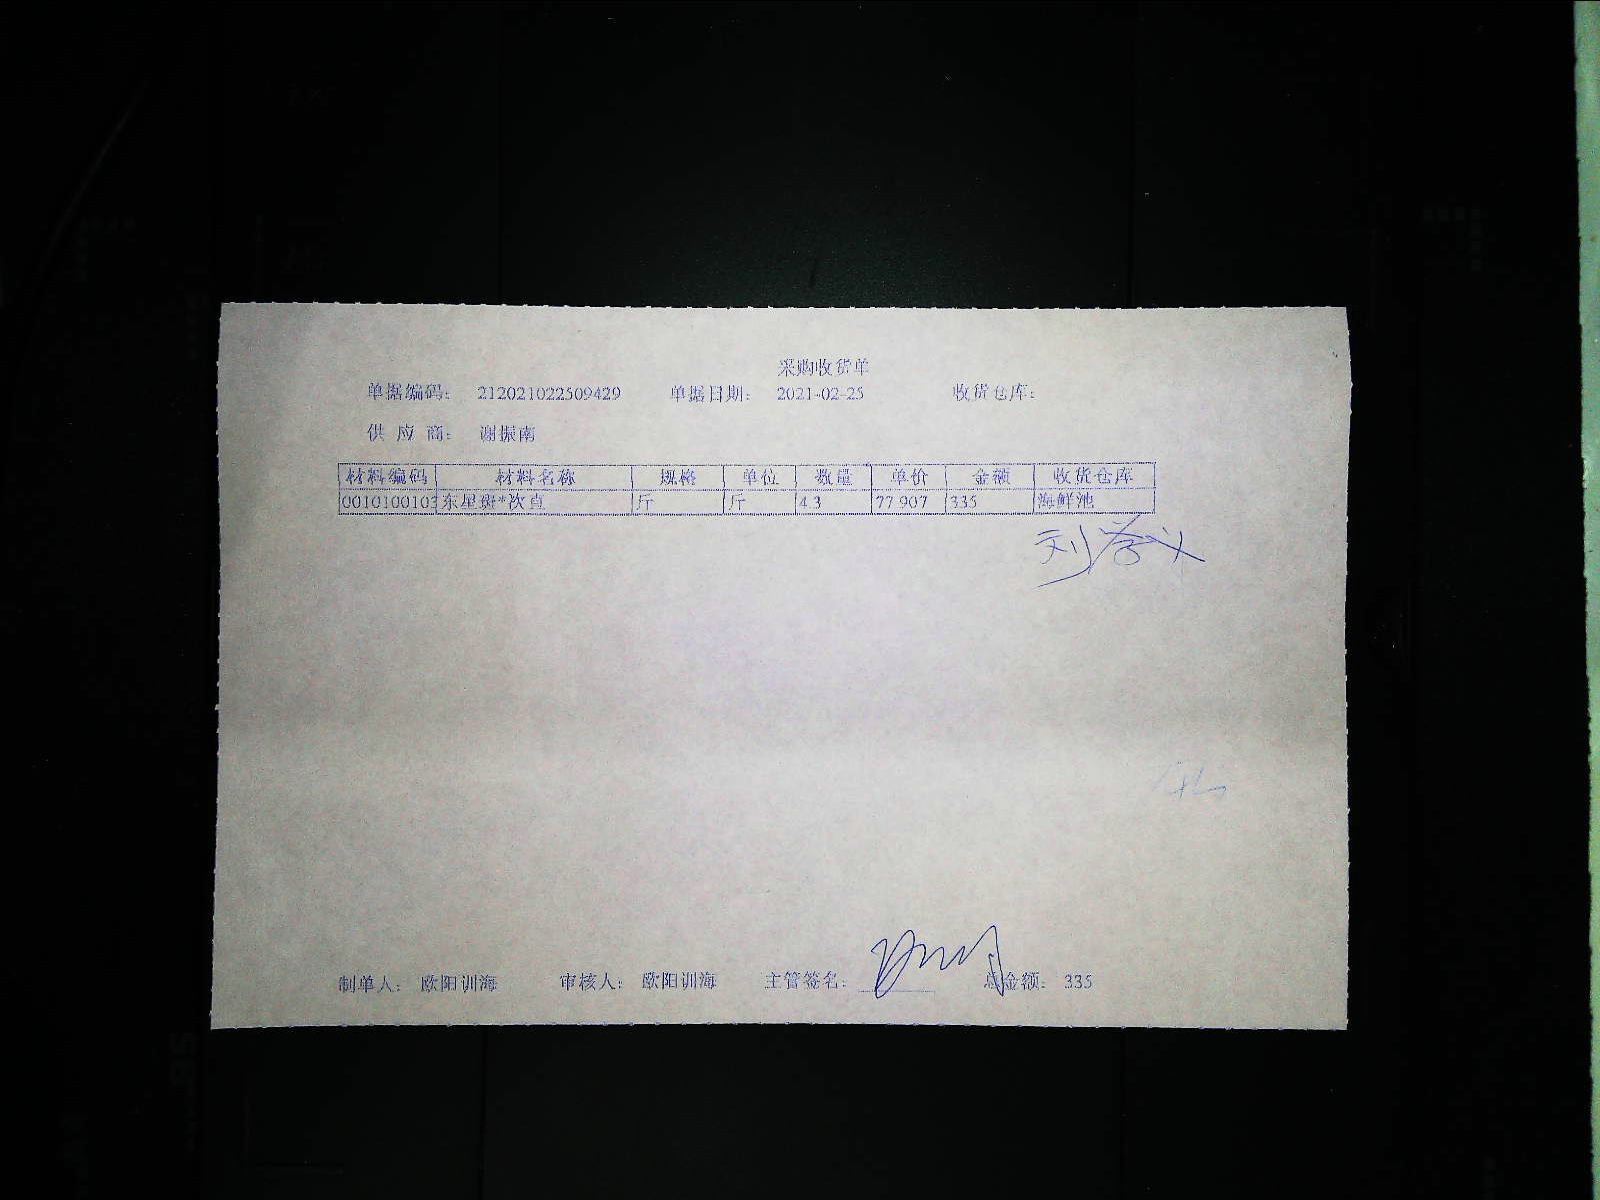 采购收货单
单据编码： 212021022509429 单据日期： 2021-02-25 收货仓库：
供 应 商： 谢振南
材料编码 材料名称 规格 单位 数量 单价 金额 收货仓库
0010100103 东星斑*次直 斤 斤 4.3 77.907 335 海鲜池
刘学义
制单人： 欧阳训海 审核人： 欧阳训海 主管签名： 总金额： 335